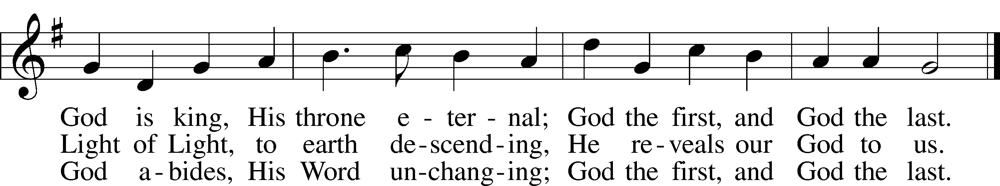 God is king, His throne e - ter - nal; God the first, and God the last.
Light of Light, to earth de - scend - ing, He re - veals our God to us.
God a - bides, His Word un - chang - ing; God the first, and God the last.